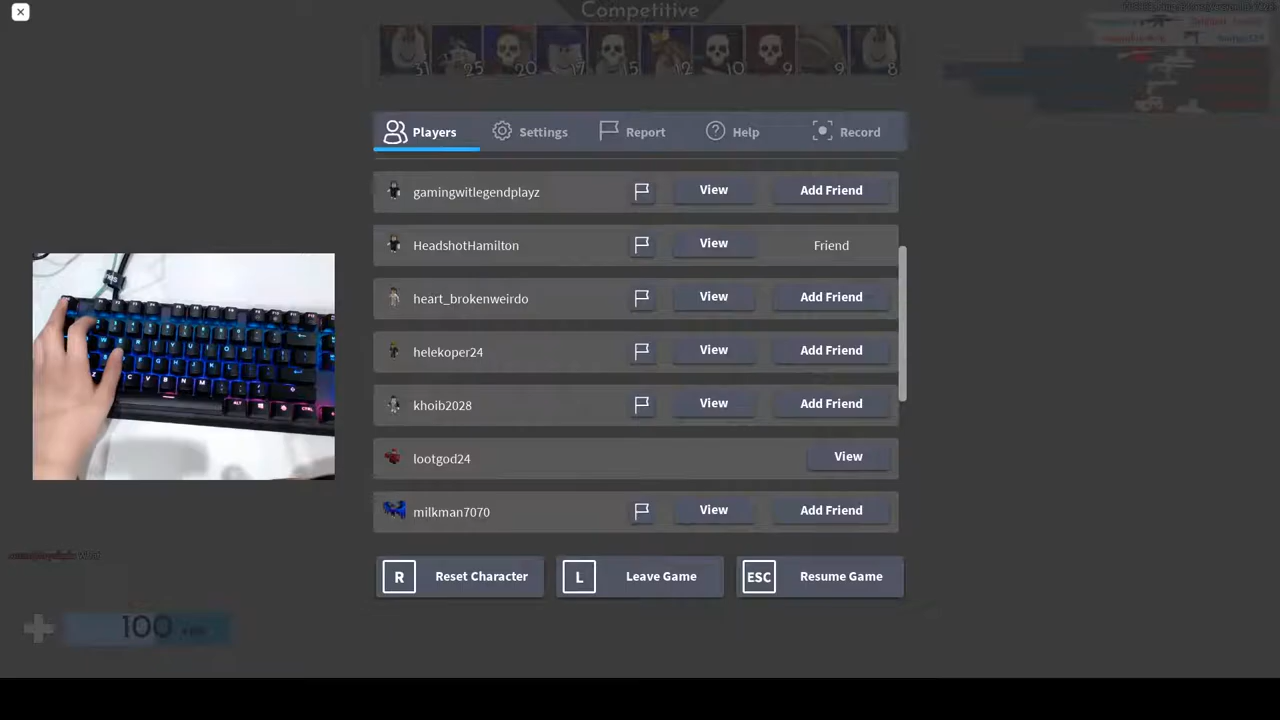 Competitive
31 25 20 17 15 12 10 9 9 8
Players Settings Report Help Record
gamingwitlegendplayz View Add Friend
HeadshotHamilton View Friend
heart_brokenweirdo View Add Friend
helekoper24 View Add Friend
khoib2028 View Add Friend
lootgod24 View
milkman7070 View Add Friend
R Reset Character L Leave Game ESC Resume Game
100